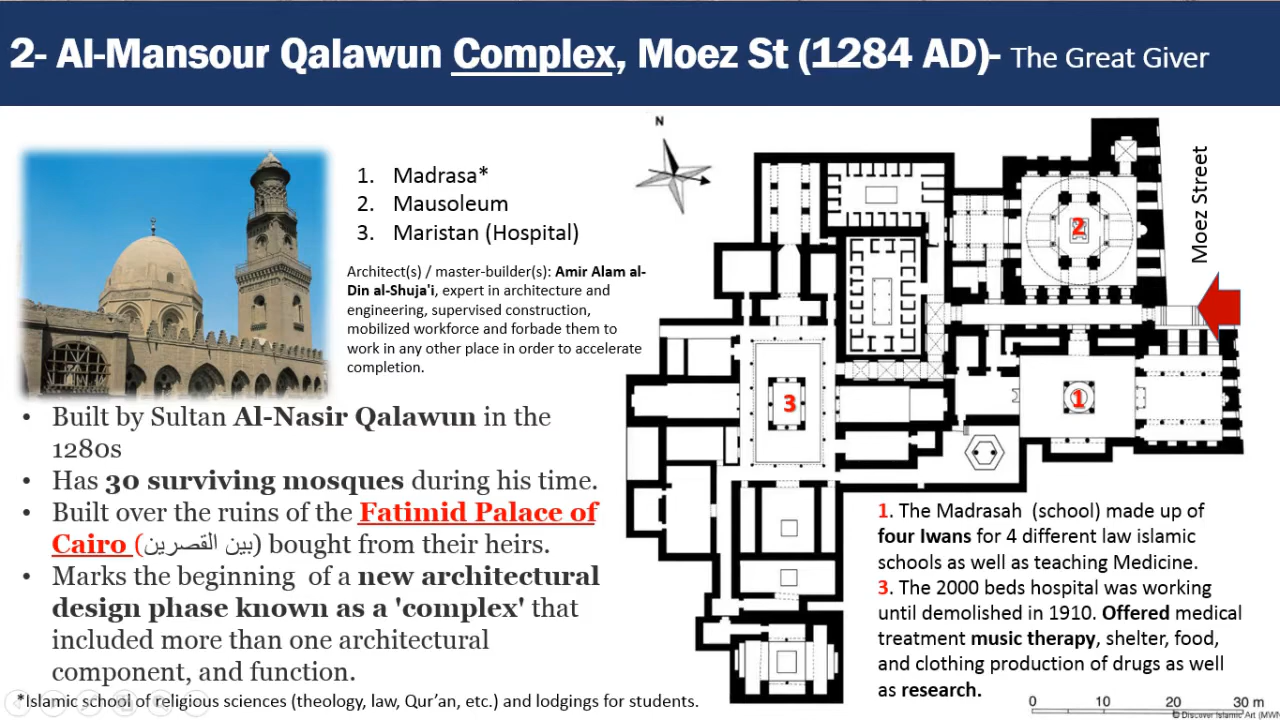 2- Al-Mansour Qalawun Complex, Moez St (1284 AD)- The Great Giver
1. Madrasa*
2. Mausoleum
3. Maristan (Hospital)
Architect(s) / master-builder(s): Amir Alam al-
Din al-Shuja'i, expert in architecture and
engineering, supervised construction,
mobilized workforce and forbade them to
work in any other place in order to accelerate
completion.
• Built by Sultan Al-Nasir Qalawun in the
1280s
• Has 30 surviving mosques during his time.
• Built over the ruins of the Fatimid Palace of
Cairo (بين القصرين) bought from their heirs.
• Marks the beginning of a new architectural
design phase known as a 'complex' that
included more than one architectural
component, and function.
*Islamic school of religious sciences (theology, law, Qur'an, etc.) and lodgings for students.
N
Moez Street
2
3
1
1. The Madrasah (school) made up of
four Iwans for 4 different law islamic
schools as well as teaching Medicine.
3. The 2000 beds hospital was working
until demolished in 1910. Offered medical
treatment music therapy, shelter, food,
and clothing production of drugs as well
as research.
0 10 20 30 m
© Discover Islamic Art (MWN